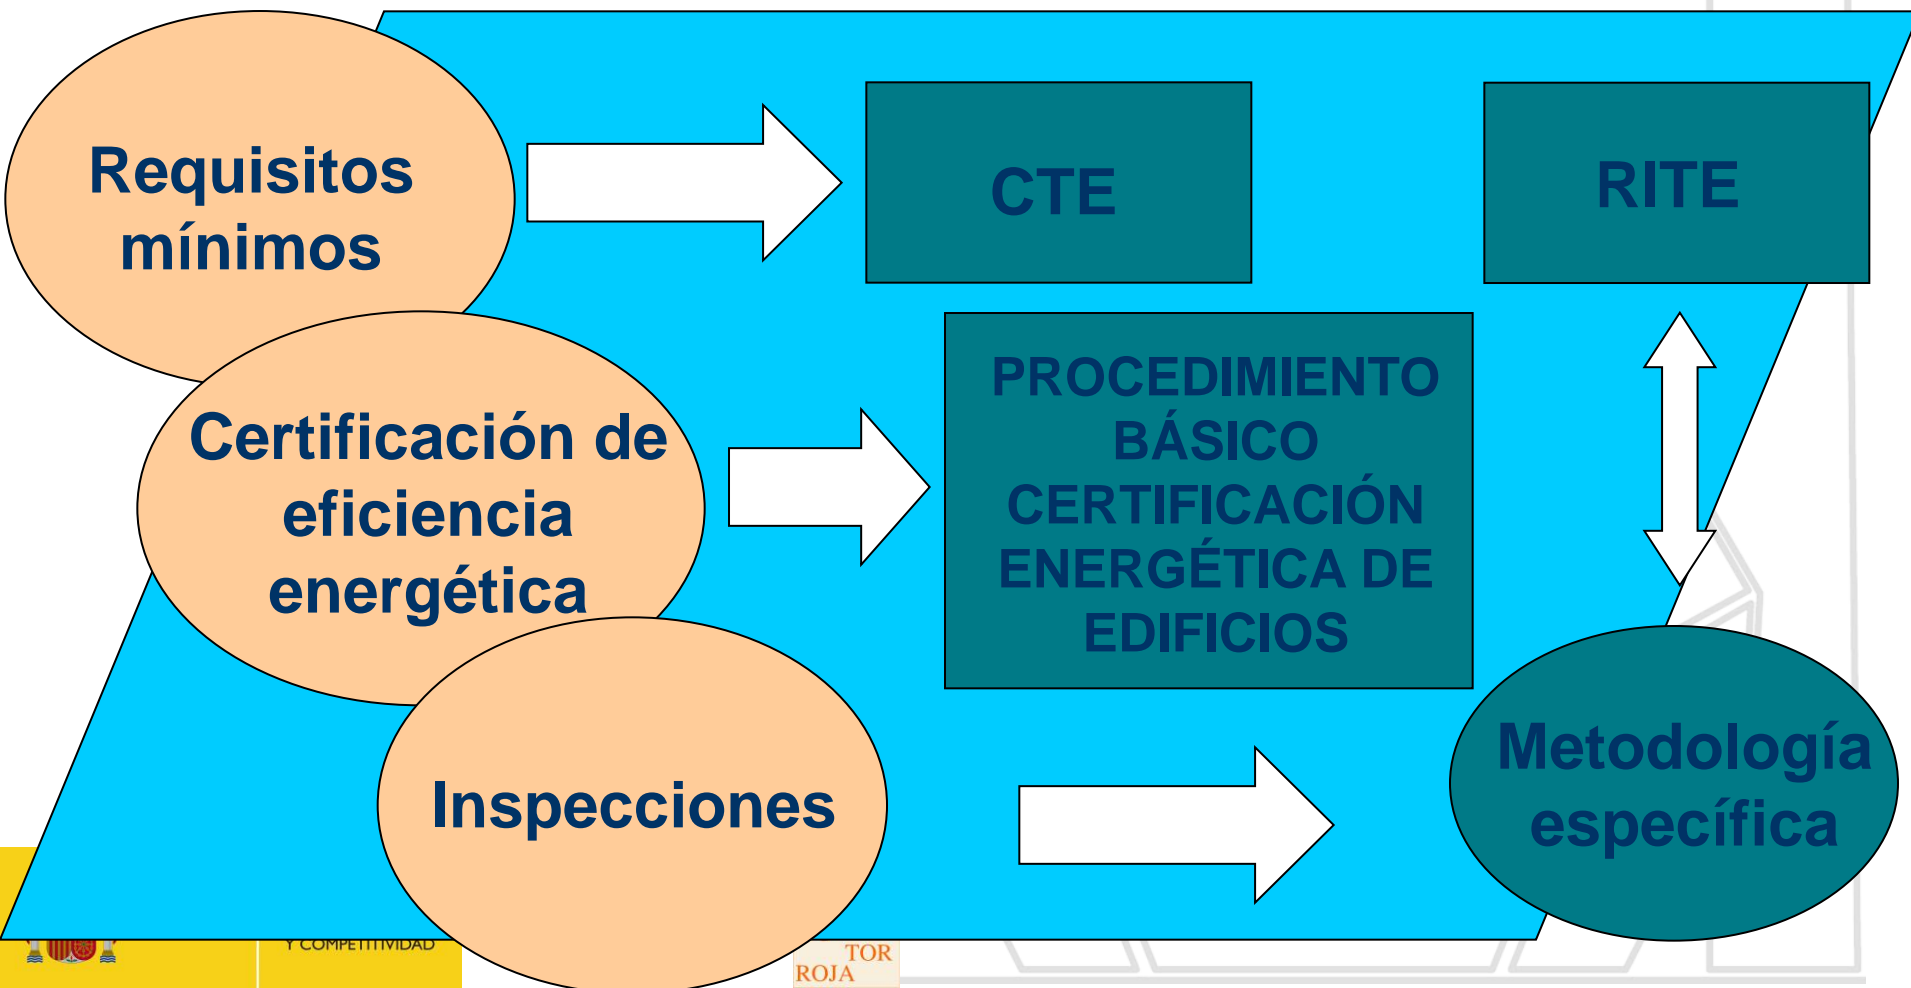 Requisitos
mínimos
CTE
RITE
Certificación de
eficiencia
energética
PROCEDIMIENTO
BÁSICO
CERTIFICACIÓN
ENERGÉTICA DE
EDIFICIOS
Inspecciones
Metodología
específica
Y COMPETITIVIDAD
TOR
ROJA